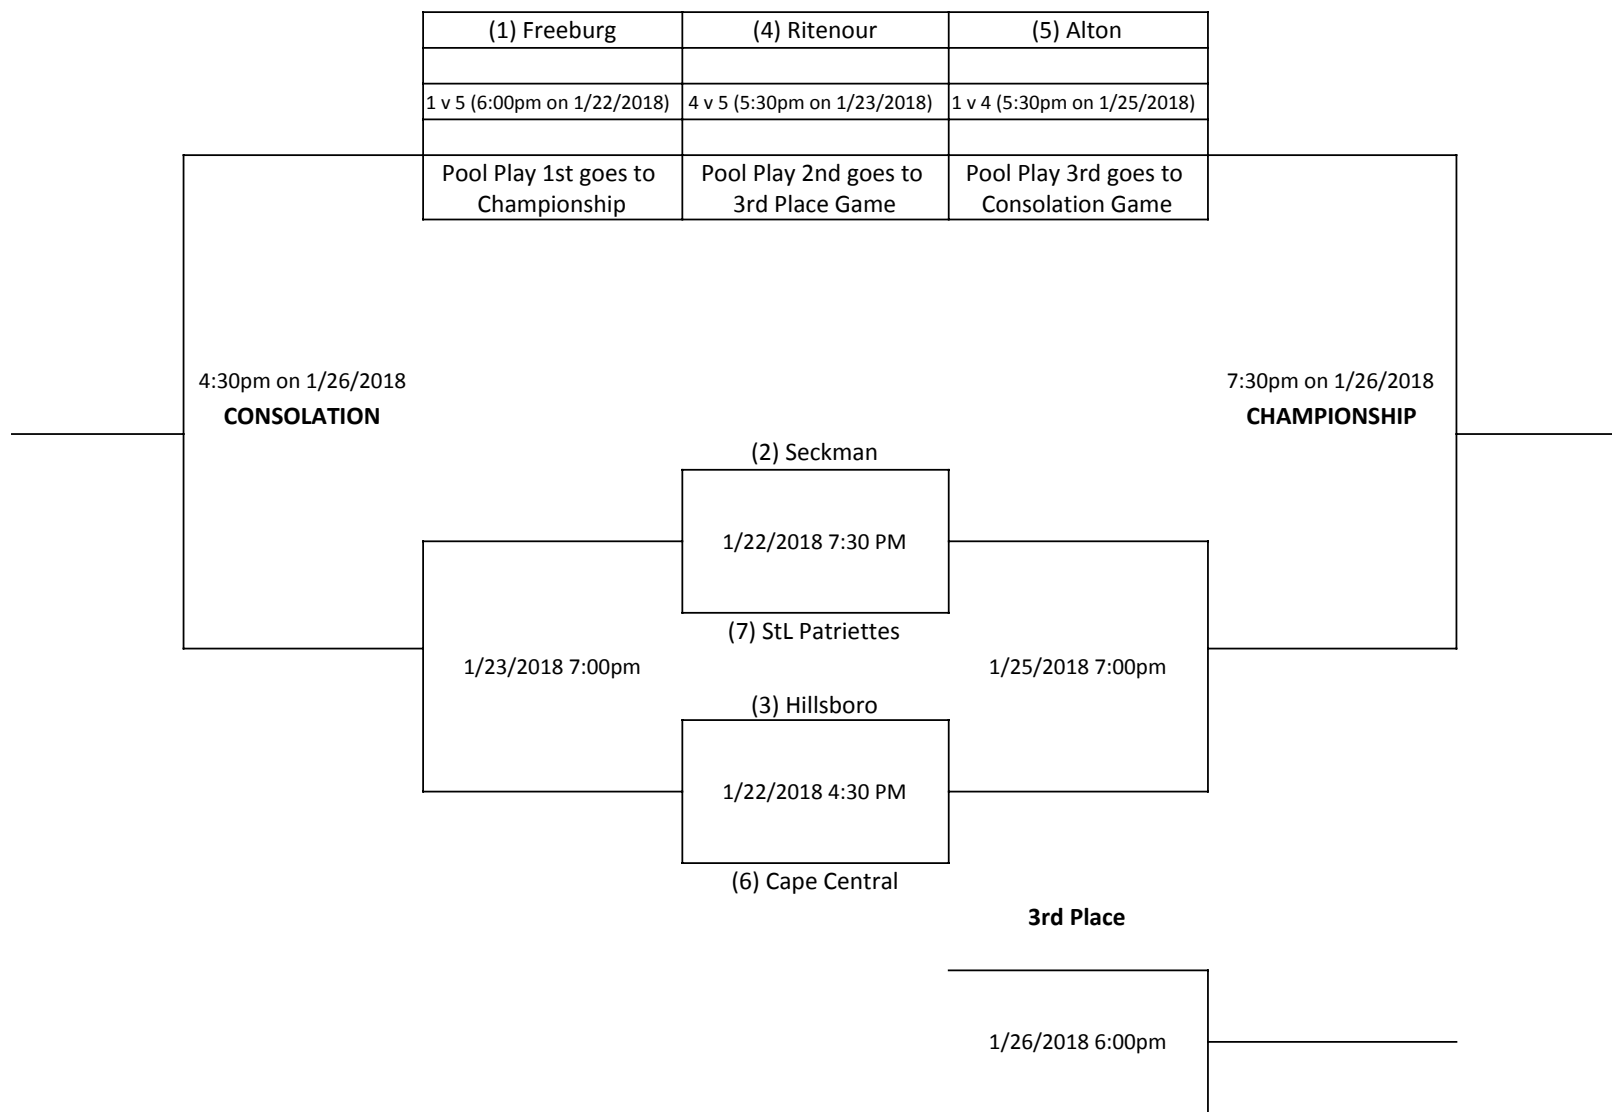 (1) Freeburg (4) Ritenour (5) Alton
1 v 5 (6:00pm on 1/22/2018) 4 v 5 (5:30pm on 1/23/2018) 1 v 4 (5:30pm on 1/25/2018)
Pool Play 1st goes to Championship
Pool Play 2nd goes to 3rd Place Game
Pool Play 3rd goes to Consolation Game
4:30pm on 1/26/2018
CONSOLATION
7:30pm on 1/26/2018
CHAMPIONSHIP
(2) Seckman
1/22/2018 7:30 PM
(7) StL Patriettes
1/23/2018 7:00pm
1/25/2018 7:00pm
(3) Hillsboro
1/22/2018 4:30 PM
(6) Cape Central
3rd Place
1/26/2018 6:00pm